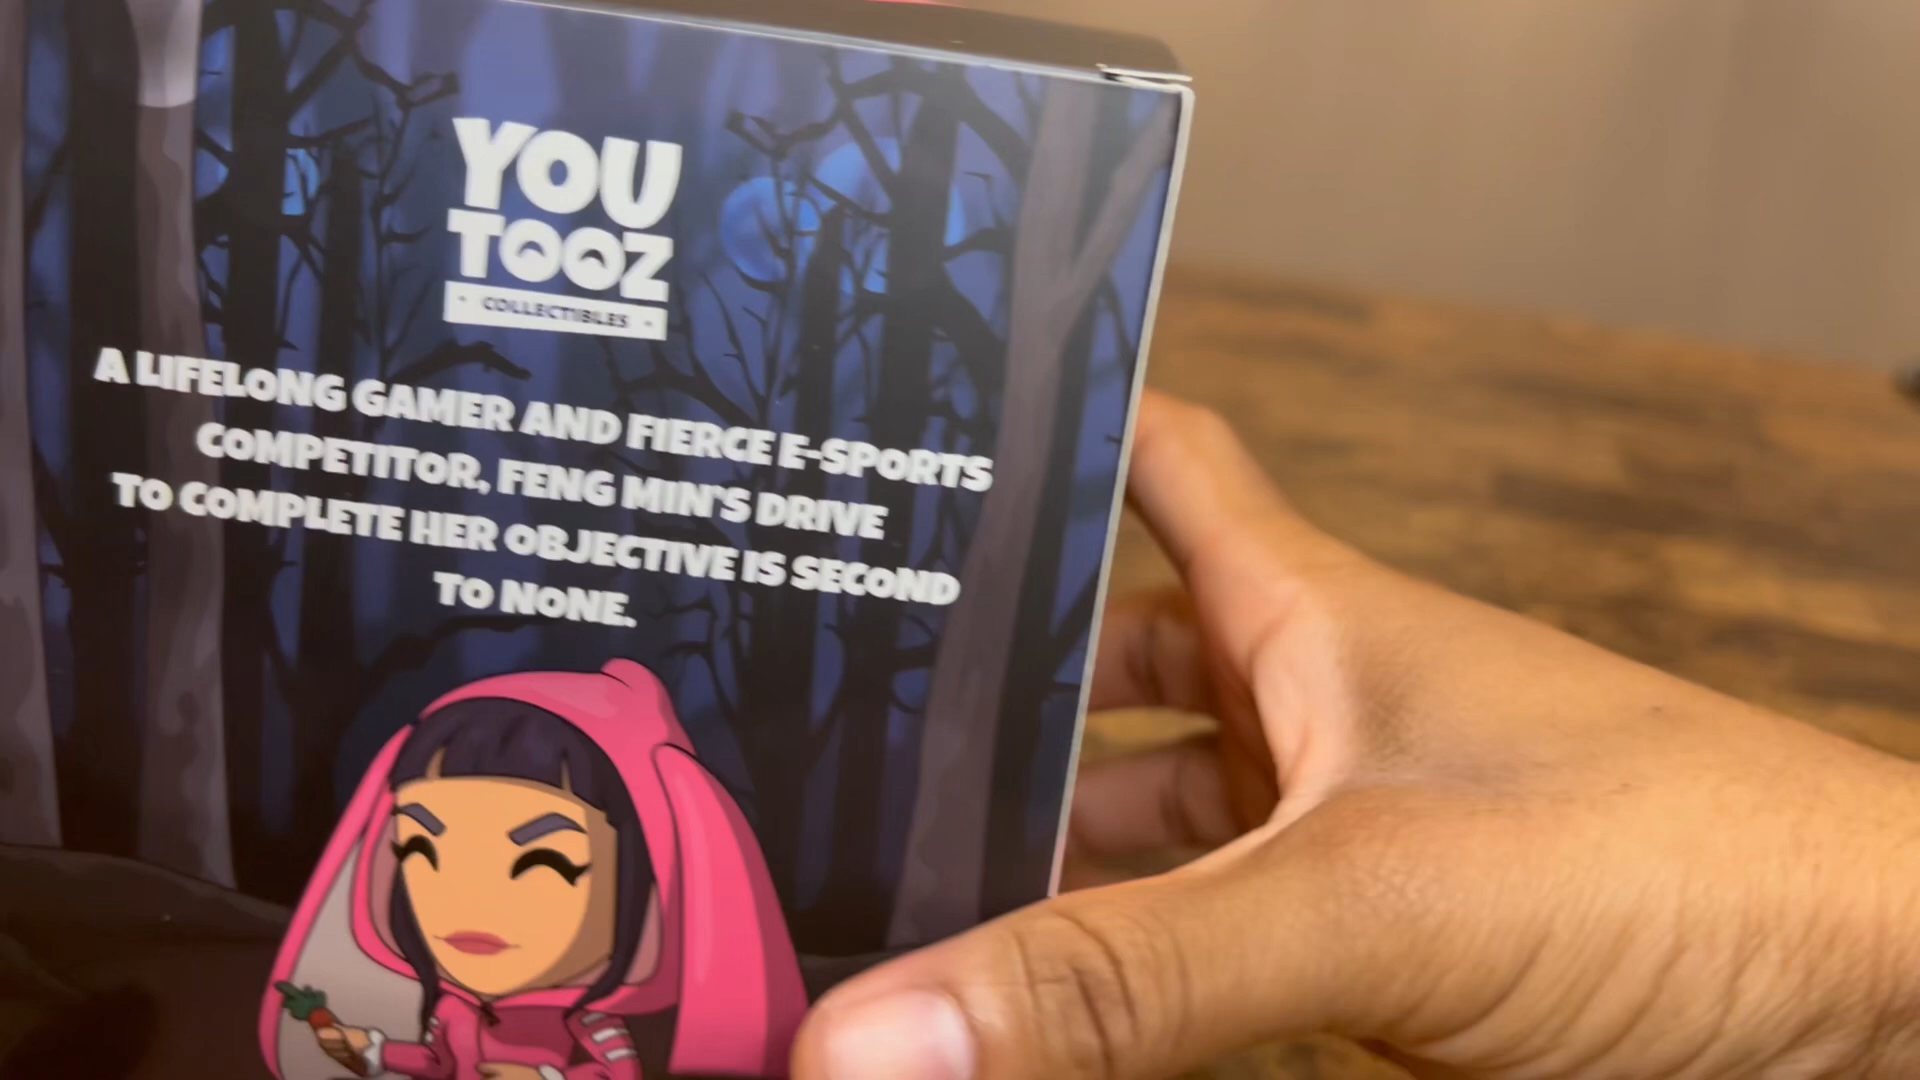 YOU
TOOZ
COLLECTIBLES
A LIFELONG GAMER AND FIERCE E-SPORTS
COMPETITOR, FENG MIN'S DRIVE
TO COMPLETE HER OBJECTIVE IS SECOND
TO NONE.